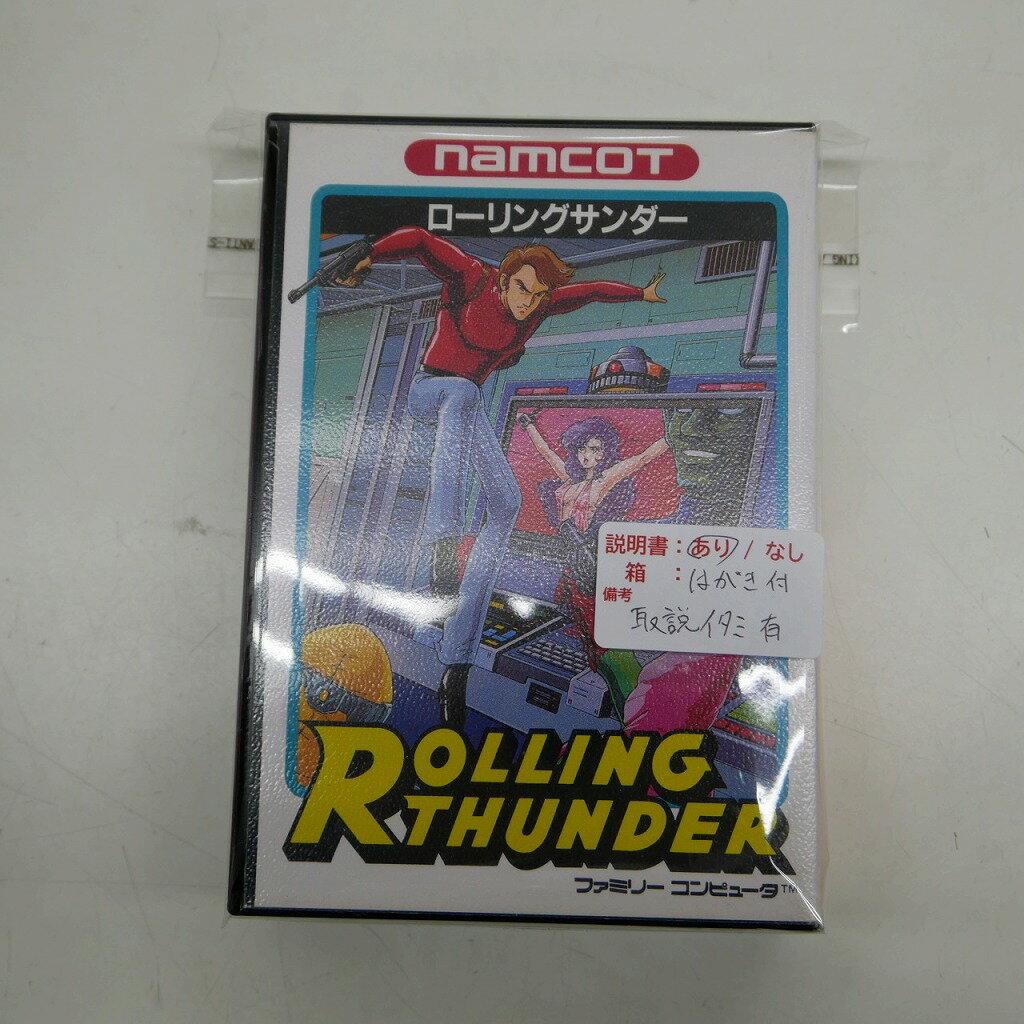 namcot
ローリングサンダー
説明書：あり / なし
箱 ： はがき付
備考
取説イタミ有
ROLLING
THUNDER
ファミリー コンピュータ™